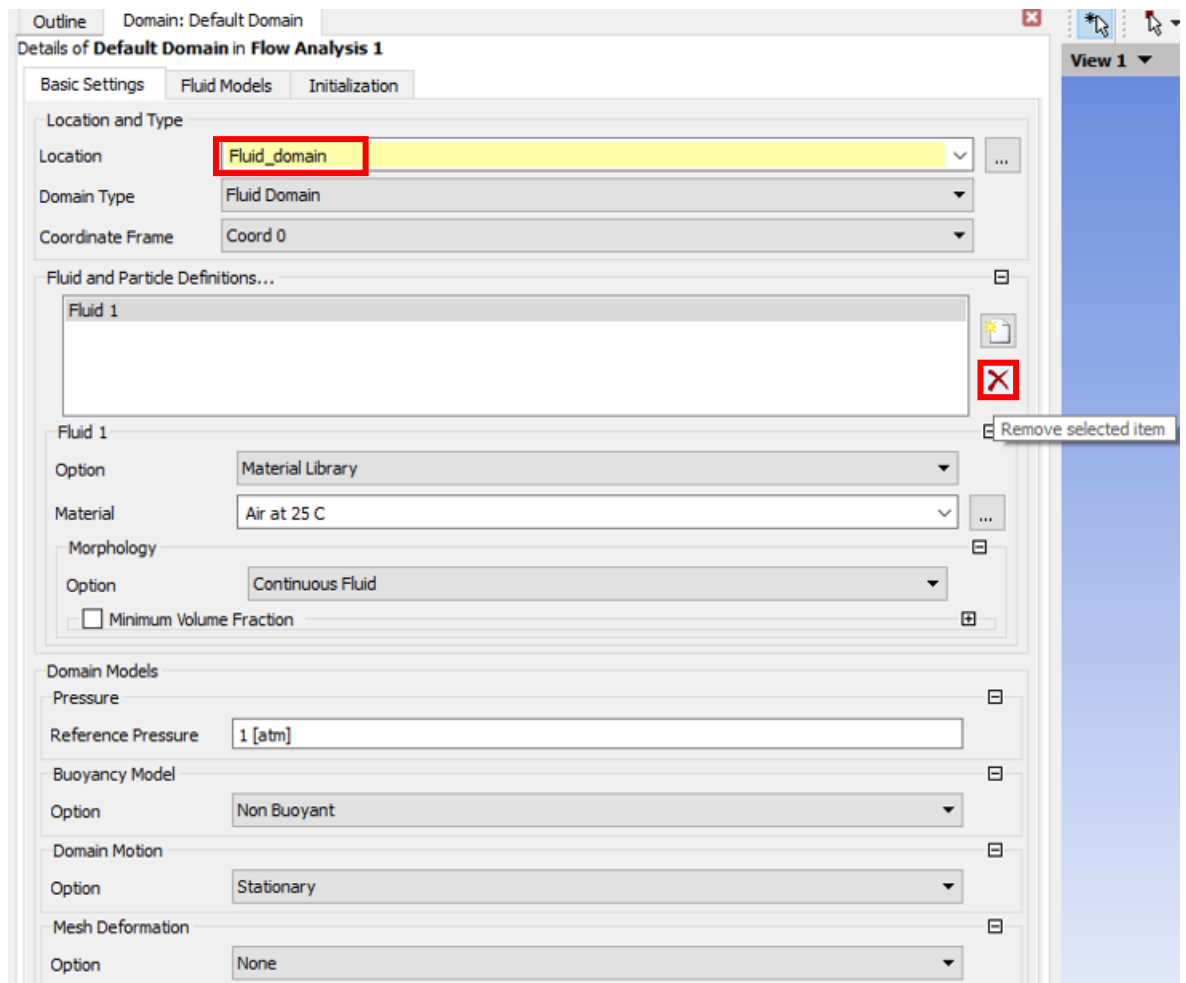 Outline Domain: Default Domain
Details of Default Domain in Flow Analysis 1
View 1
Basic Settings Fluid Models Initialization
Location and Type
Location Fluid_domain ...
Domain Type Fluid Domain
Coordinate Frame Coord 0
Fluid and Particle Definitions...
Fluid 1
Fluid 1
Remove selected item
Option Material Library
Material Air at 25 C ...
Morphology
Option Continuous Fluid
Minimum Volume Fraction
Domain Models
Pressure
Reference Pressure 1 [atm]
Buoyancy Model
Option Non Buoyant
Domain Motion
Option Stationary
Mesh Deformation
Option None